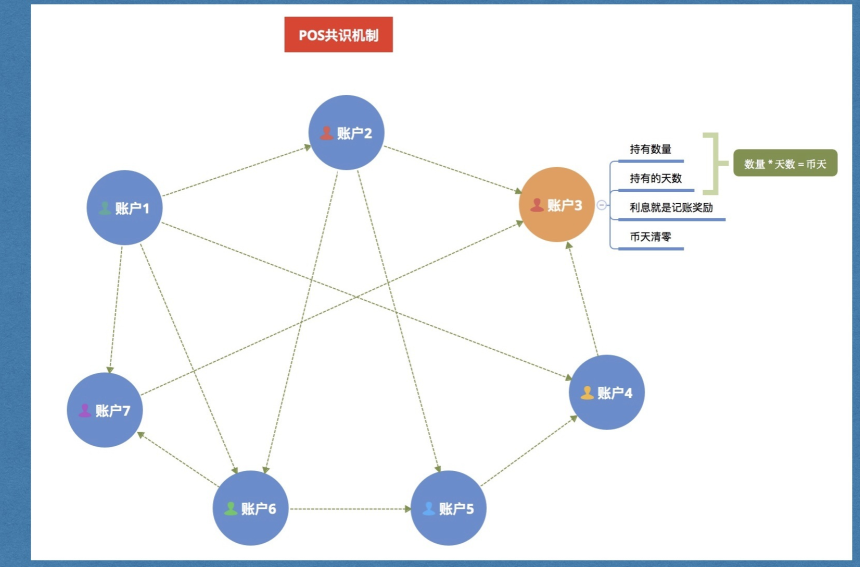 POS共识机制
账户2
账户1
账户3
持有数量
持有的天数
利息就是记账奖励
币天清零
数量 * 天数 = 币天
账户4
账户7
账户6
账户5